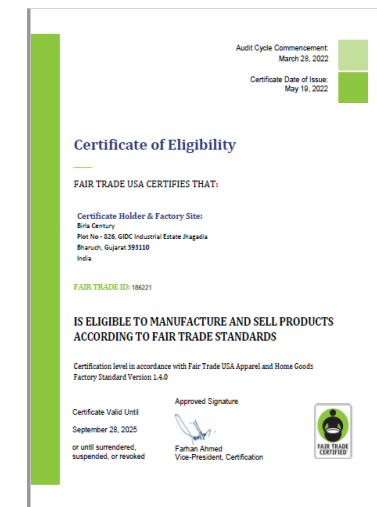 Audit Cycle Commencement:
March 28, 2022
Certificate Date of Issue:
May 19, 2022
Certificate of Eligibility
FAIR TRADE USA CERTIFIES THAT:
Certificate Holder & Factory Site:
Birla Century
Plot No - 826, GIDC Industrial Estate Jhagadia
Bharuch, Gujarat 393110
India
FAIR TRADE ID: 186221
IS ELIGIBLE TO MANUFACTURE AND SELL PRODUCTS
ACCORDING TO FAIR TRADE STANDARDS
Certification level in accordance with Fair Trade USA Apparel and Home Goods
Factory Standard Version 1.4.0
Approved Signature
Certificate Valid Until
September 28, 2025
or until surrendered,
suspended, or revoked
Farhan Ahmed
Vice-President, Certification
FAIR TRADE
CERTIFIED